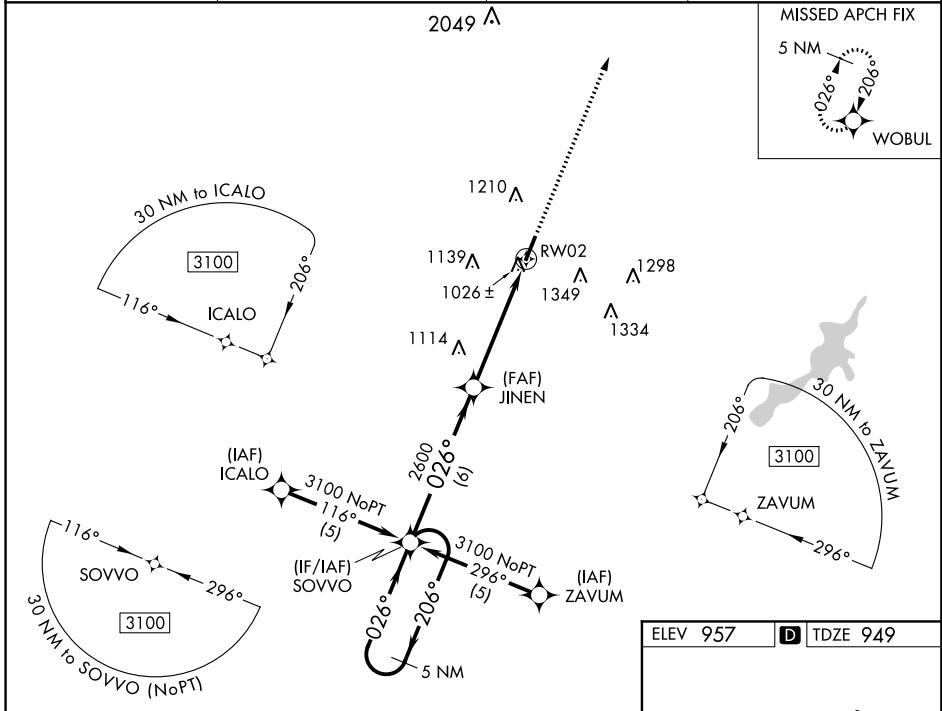 2049
MISSED APCH FIX
5 NM
026°
206°
WOBUL
30 NM to ICALO
3100
206°
116°
ICALO
1210
1139
RW02
1026 ±
1349
1298
1334
1114
(FAF)
JINEN
2600
026°
(6)
(IAF)
ICALO
3100 NoPT
116°
(5)
30 NM to ZAVUM
206°
3100
ZAVUM
296°
116°
SOVVO
296°
3100
30 NM to SOVVO (NoPT)
(IF/IAF)
SOVVO
3100 NoPT
296°
(5)
(IAF)
ZAVUM
026°
206°
5 NM
ELEV 957 D TDZE 949